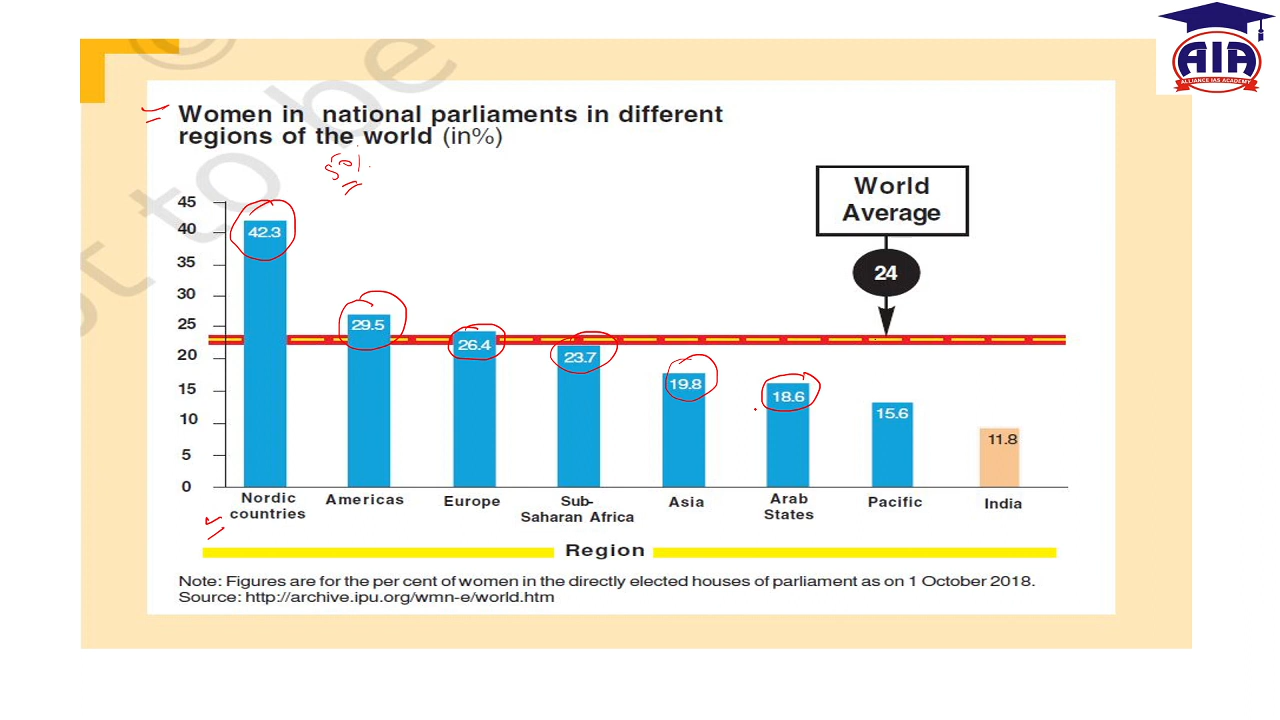 AIA
ALLIANCE IAS ACADEMY
©
not to be
Women in national parliaments in different
regions of the world (in%)
50%
World
Average
24
45
40
35
30
25
20
15
10
5
0
42.3
29.5
26.4
23.7
19.8
18.6
15.6
11.8
Nordic
countries
Americas
Europe
Sub-
Saharan Africa
Asia
Arab
States
Pacific
India
Region
Note: Figures are for the per cent of women in the directly elected houses of parliament as on 1 October 2018.
Source: http://archive.ipu.org/wmn-e/world.htm